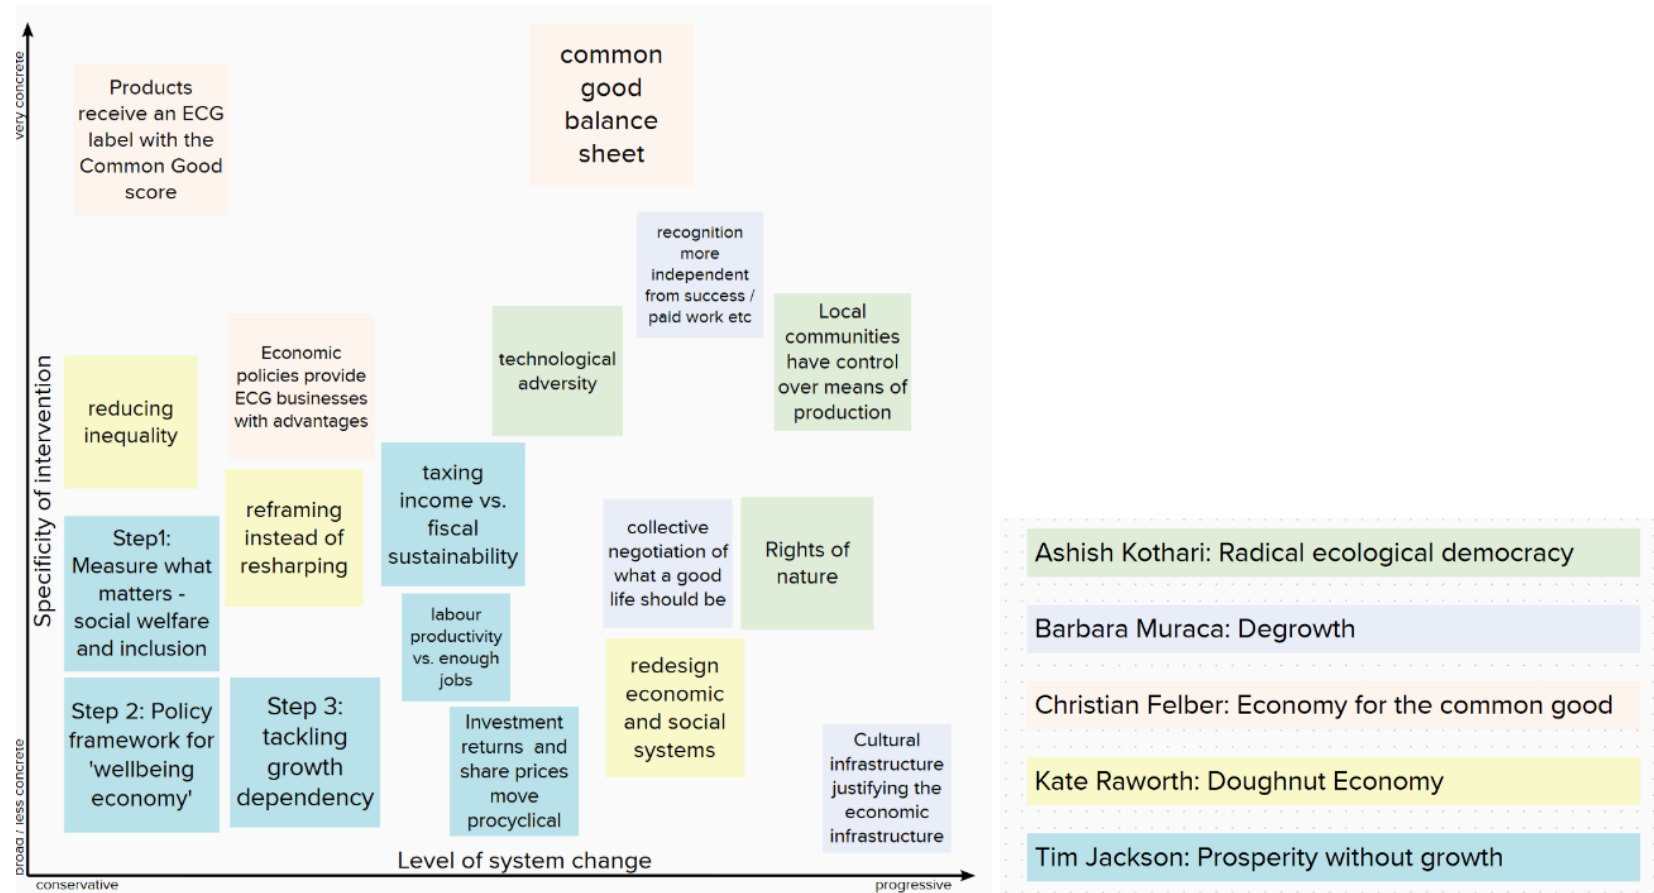 very concrete
Specificity of intervention
broad / less concrete
Products
receive an ECG
label with the
Common Good
score
common
good
balance
sheet
recognition
more
independent
from success /
paid work etc
Local
communities
have control
over means of
production
technological
adversity
Economic
policies provide
ECG businesses
with advantages
reducing
inequality
taxing
income vs.
fiscal
sustainability
reframing
instead of
resharping
collective
negotiation of
what a good
life should be
Rights of
nature
Step1:
Measure what
matters -
social welfare
and inclusion
labour
productivity
vs. enough
jobs
redesign
economic
and social
systems
Step 2: Policy
framework for
'wellbeing
economy'
Step 3:
tackling
growth
dependency
Investment
returns and
share prices
move
procyclical
Cultural
infrastructure
justifying the
economic
infrastructure
Level of system change
conservative
progressive
Ashish Kothari: Radical ecological democracy
Barbara Muraca: Degrowth
Christian Felber: Economy for the common good
Kate Raworth: Doughnut Economy
Tim Jackson: Prosperity without growth